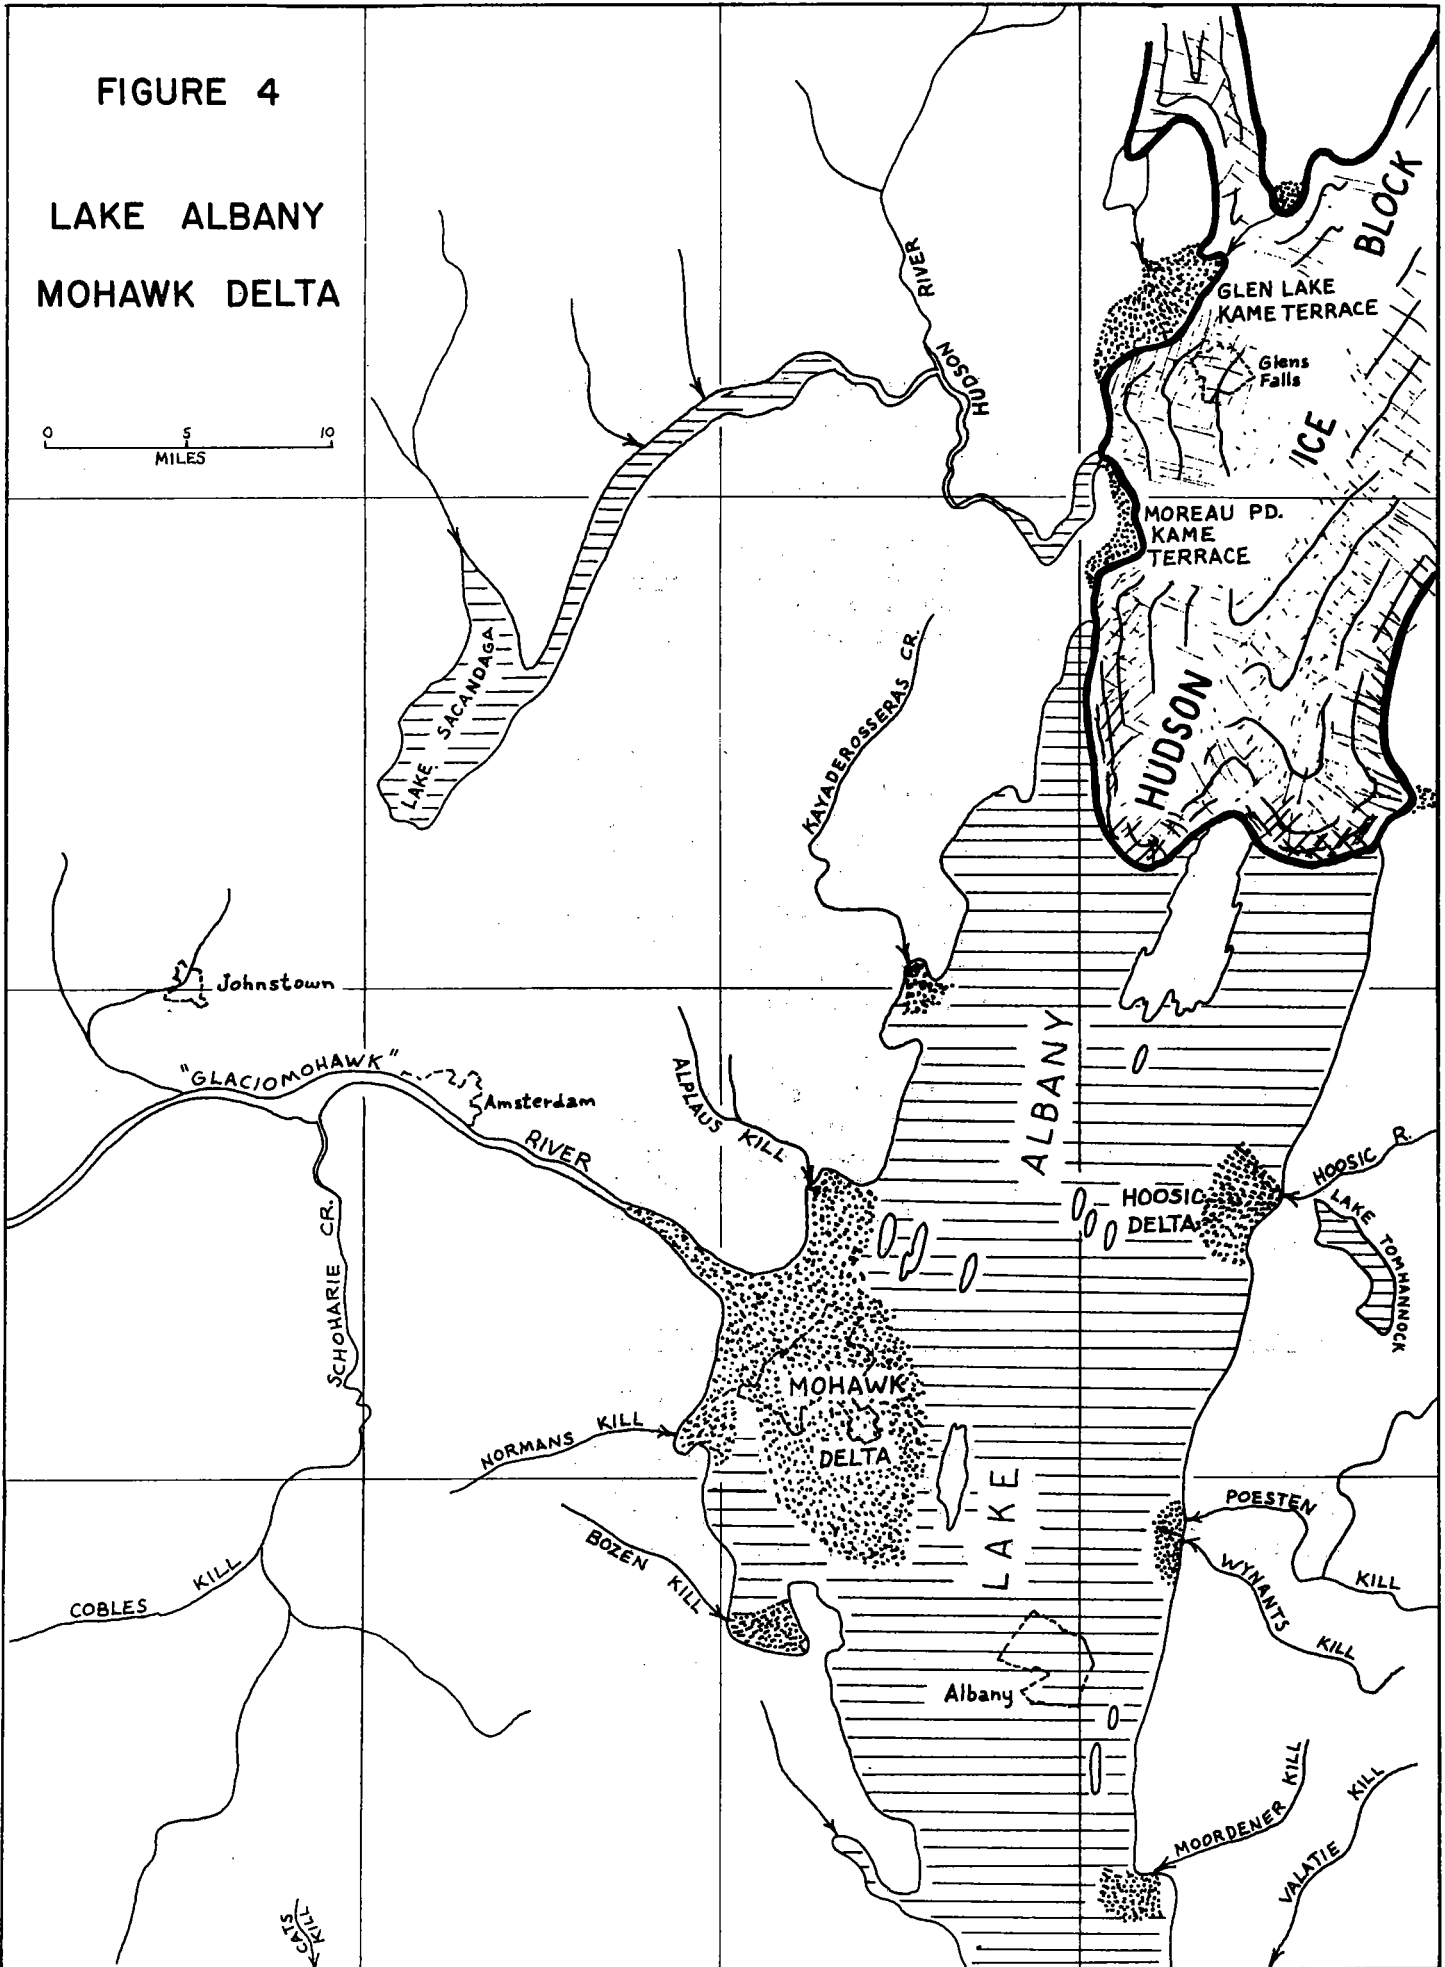 FIGURE 4
LAKE ALBANY
MOHAWK DELTA
0 5 10
MILES
HUDSON RIVER
HUDSON
BLOCK
ICE
HUDSON
GLEN LAKE
KAME TERRACE
Glens
Falls
MOREAU PD.
KAME
TERRACE
LAKE SACANDAGA
KAYADEROSSERAS CR.
Johnstown
"GLACIOMOHAWK"
RIVER
Amsterdam
ALPLAUS KILL
SCHOHARIE CR.
ALBANY
LAKE
HOOSIC
DELTA
HOOSIC R.
LAKE TOMHANNOCK
MOHAWK
DELTA
NORMANS KILL
BOZEN KILL
COBLES KILL
POESTEN KILL
WYNANTS KILL
Albany
MOORDENER KILL
VALATIE KILL
CATS
KILL